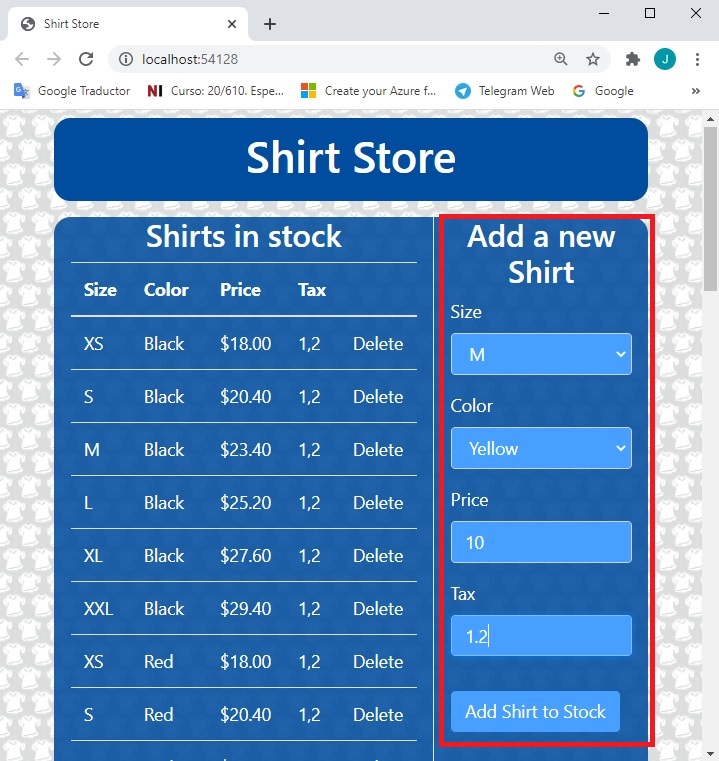 Shirt Store
localhost:54128
J
Google Traductor NI Curso: 20/610. Espe... Create your Azure f... Telegram Web G Google »
Shirt Store
Shirts in stock
Size Color Price Tax
XS Black $18.00 1,2 Delete
S Black $20.40 1,2 Delete
M Black $23.40 1,2 Delete
L Black $25.20 1,2 Delete
XL Black $27.60 1,2 Delete
XXL Black $29.40 1,2 Delete
XS Red $18.00 1,2 Delete
S Red $20.40 1,2 Delete
Add a new
Shirt
Size
M
Color
Yellow
Price
10
Tax
1.2
Add Shirt to Stock